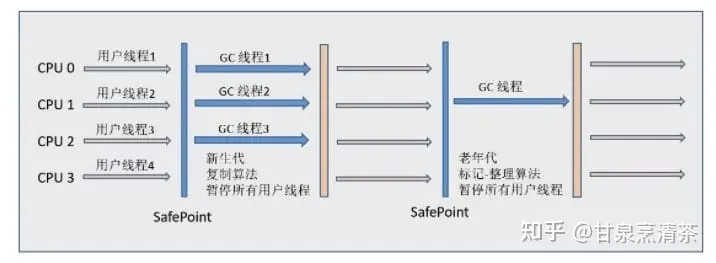 CPU 0
用户线程1
GC 线程1
CPU 1
用户线程2
GC 线程2
GC 线程
CPU 2
用户线程3
GC 线程3
CPU 3
用户线程4
新生代
复制算法
暂停所有用户线程
老年代
标记-整理算法
暂停所有用户线程
SafePoint
SafePoint
知乎 @甘泉烹清茶